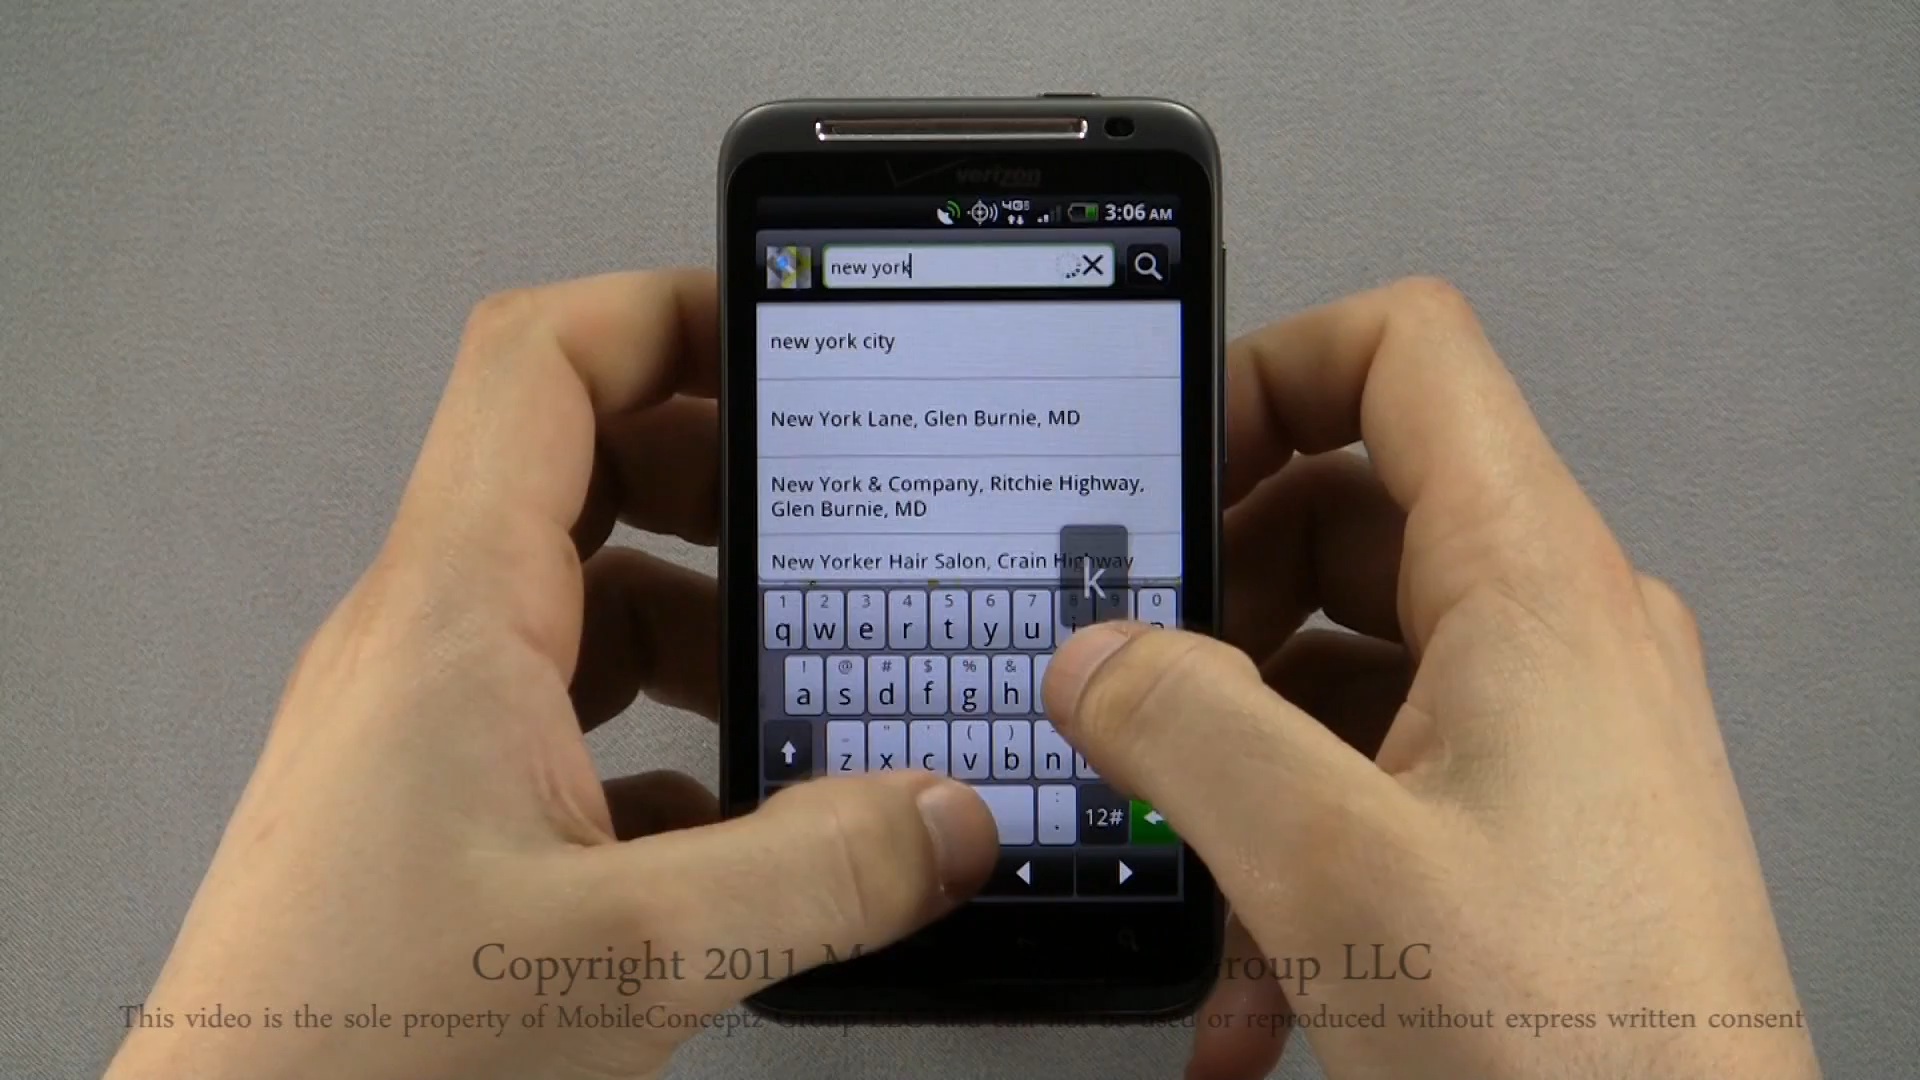 verizon
4G
3:06 AM
new york
new york city
New York Lane, Glen Burnie, MD
New York & Company, Ritchie Highway,
Glen Burnie, MD
New Yorker Hair Salon, Crain Highway
K
1 2 3 4 5 6 7 8 9 0
q w e r t y u i p
! @ # $ % &
a s d f g h
- " ' ( )
z x c v b n
: . 12#
Copyright 2011 Group LLC
This video is the sole property of MobileConceptz Group LLC and can not be used or reproduced without express written consent